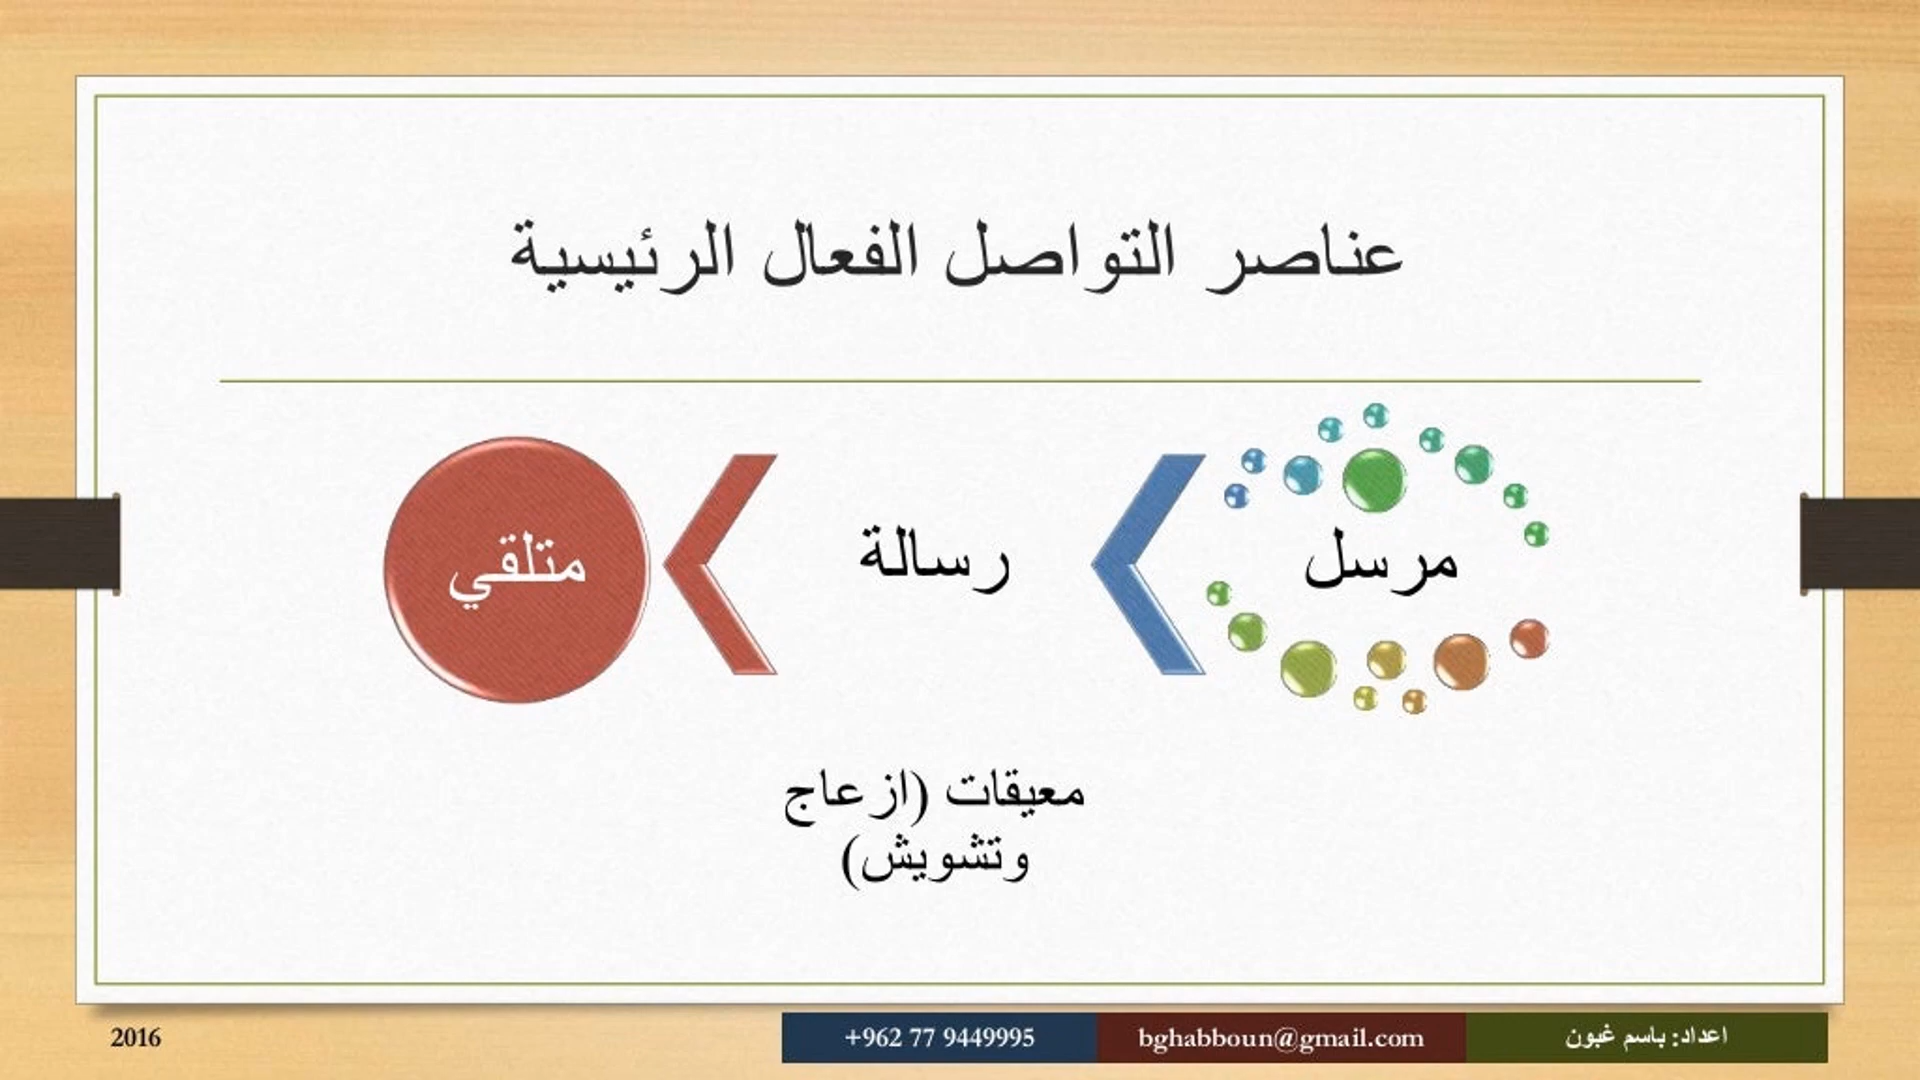 عناصر التواصل الفعال الرئيسية
مرسل
رسالة
متلقي
معيقات (ازعاج
وتشويش)
اعداد: باسم غبون
bghabboun@gmail.com
+962 77 9449995
2016